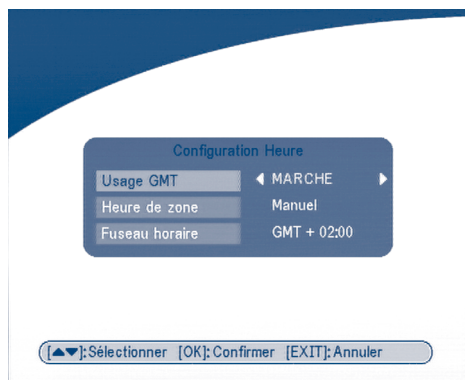 Configuration Heure
Usage GMT ◀ MARCHE ▶
Heure de zone Manuel
Fuseau horaire GMT + 02:00
[▲▼]:Sélectionner [OK]: Confirmer [EXIT]: Annuler